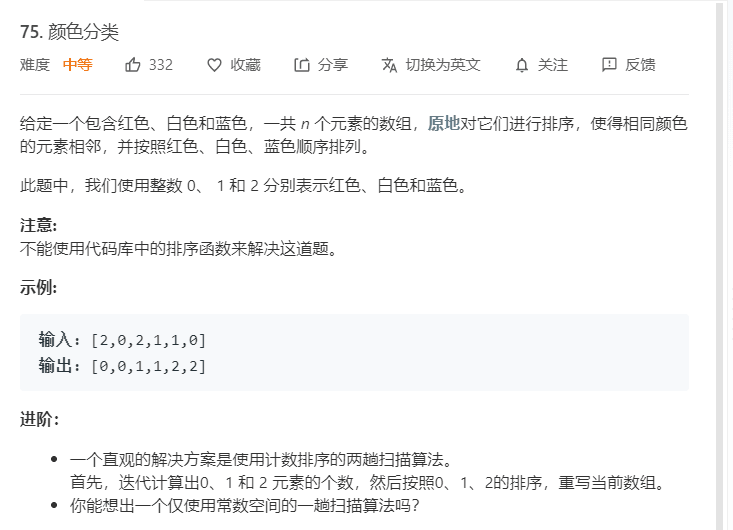 75. 颜色分类
难度 中等 332 收藏 分享 切换为英文 关注 反馈
给定一个包含红色、白色和蓝色，一共 n 个元素的数组，原地对它们进行排序，使得相同颜色
的元素相邻，并按照红色、白色、蓝色顺序排列。
此题中，我们使用整数 0、 1 和 2 分别表示红色、白色和蓝色。
注意:
不能使用代码库中的排序函数来解决这道题。
示例:
输入: [2,0,2,1,1,0]
输出: [0,0,1,1,2,2]
进阶：
• 一个直观的解决方案是使用计数排序的两趟扫描算法。
首先，迭代计算出0、1 和 2 元素的个数，然后按照0、1、2的排序，重写当前数组。
• 你能想出一个仅使用常数空间的一趟扫描算法吗？